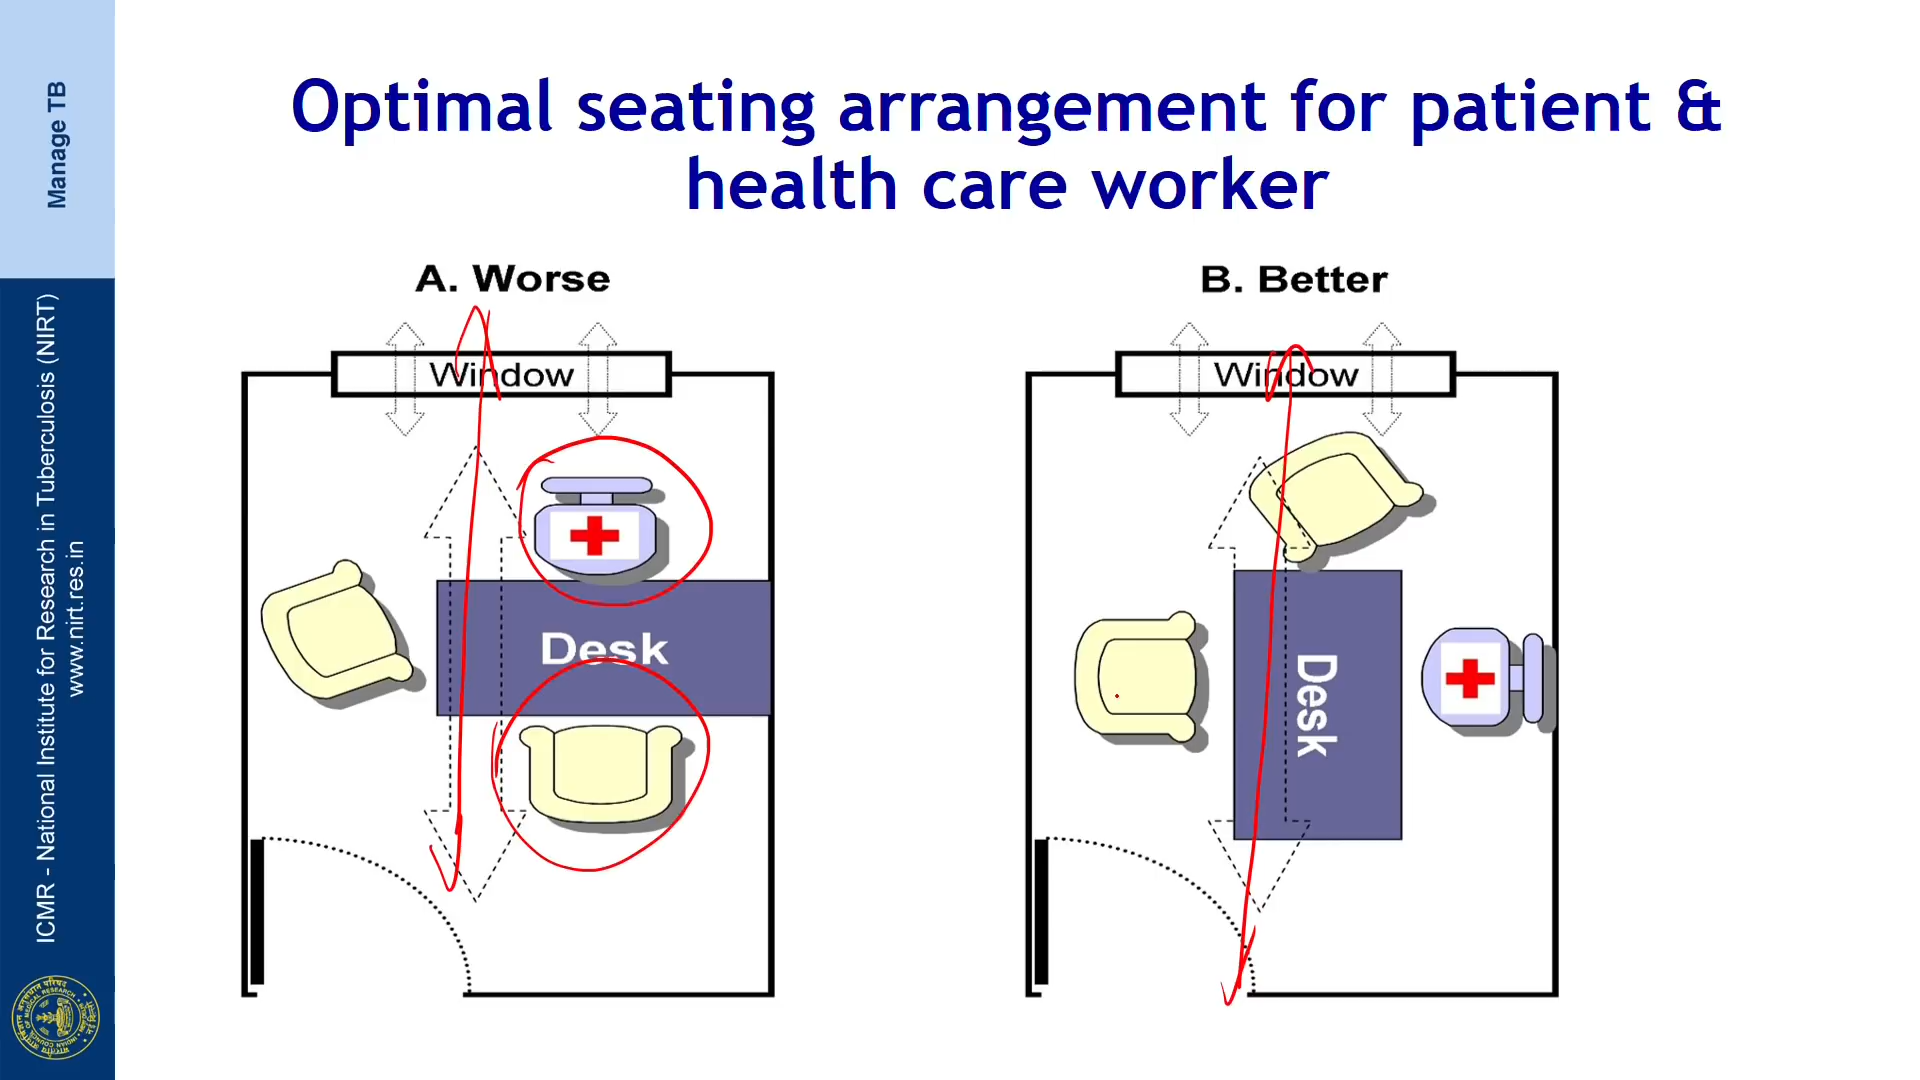 Optimal seating arrangement for patient &
health care worker
A. Worse
Window
Desk
B. Better
Window
Desk
Manage TB
ICMR - National Institute for Research in Tuberculosis (NIRT)
www.nirt.res.in